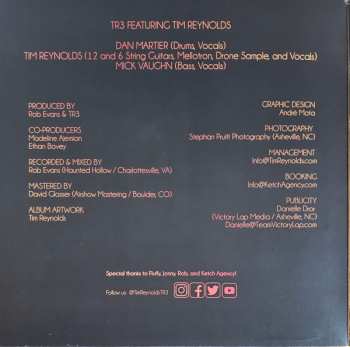 TR3 FEATURING TIM REYNOLDS
DAN MARTIER (Drums, Vocals)
TIM REYNOLDS (12 and 6 String Guitars, Mellotron, Drone Sample, and Vocals)
MICK VAUGHN (Bass, Vocals)
PRODUCED BY
Rob Evans & TR3
CO-PRODUCERS
Madeline Alenian
Ethan Bovey
RECORDED & MIXED BY
Rob Evans (Haunted Hollow / Charlottesville, VA)
MASTERED BY
David Glasser (Airshow Mastering / Boulder, CO)
ALBUM ARTWORK
Tim Reynolds
GRAPHIC DESIGN
André Mota
PHOTOGRAPHY
Stephan Pruitt Photography (Asheville, NC)
MANAGEMENT
Info@TimReynolds.com
BOOKING
Info@KetchAgency.com
PUBLICITY
Danielle Dror
(Victory Lap Media / Asheville, NC)
Danielle@TeamVictoryLap.com
Special thanks to Fluffy, Jenny, Rob, and Ketch Agency!
Follow us @TimReynoldsTR3